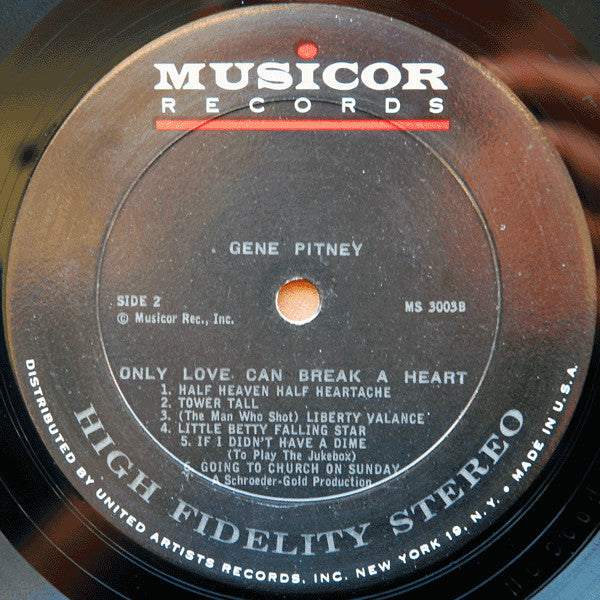 MUSICOR
RECORDS
GENE PITNEY
SIDE 2
MS 3003B
© Musicor Rec., Inc.
ONLY LOVE CAN BREAK A HEART
1. HALF HEAVEN HALF HEARTACHE
2. TOWER TALL
3. (The Man Who Shot) LIBERTY VALANCE
4. LITTLE BETTY FALLING STAR
5. IF I DIDN'T HAVE A DIME
(To Play The Jukebox)
6. GOING TO CHURCH ON SUNDAY
A Schroeder-Gold Production
HIGH FIDELITY STEREO
DISTRIBUTED BY UNITED ARTISTS RECORDS, INC. NEW YORK 19, N.Y. • MADE IN U.S.A.